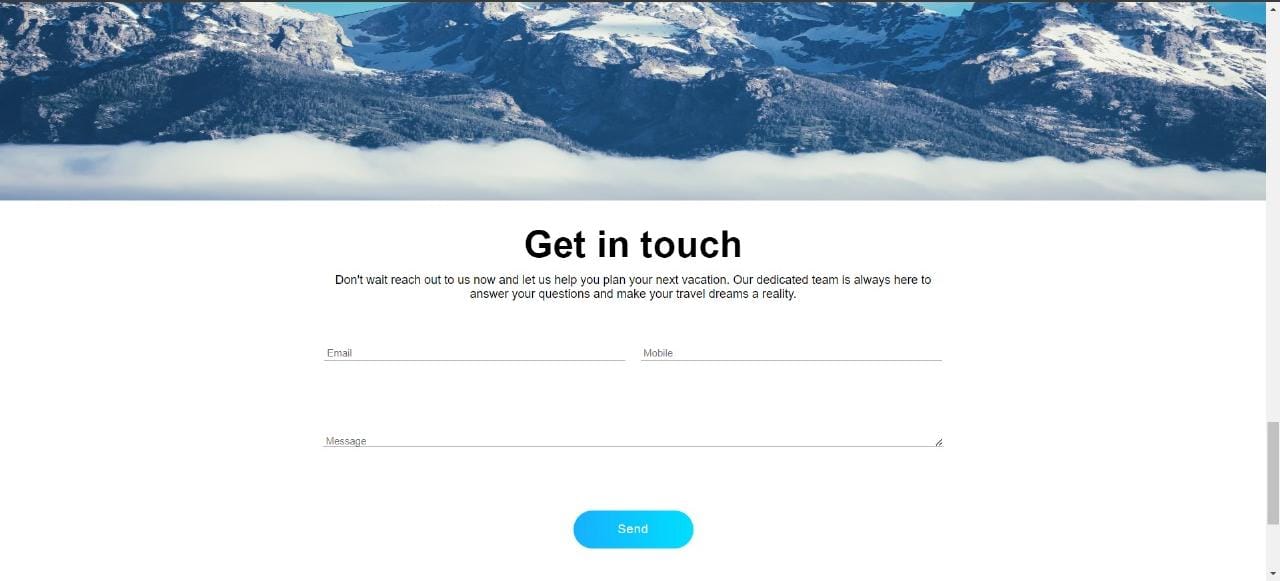 Get in touch
Don't wait reach out to us now and let us help you plan your next vacation. Our dedicated team is always here to
answer your questions and make your travel dreams a reality.
Email
Mobile
Message
Send